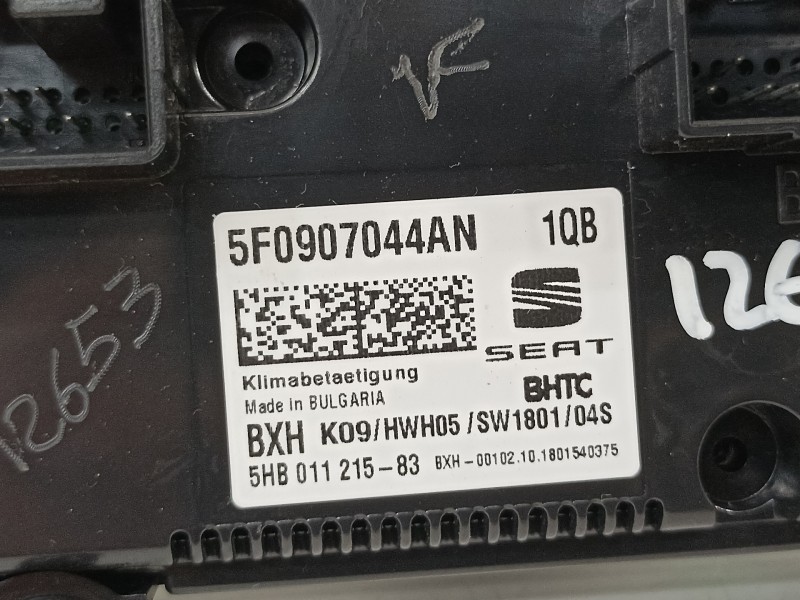 VF
5F0907044AN 1QB
SEAT
Klimabetaetigung
Made in BULGARIA
BHTC
BXH K09/HWH05/SW1801/04S
5HB 011 215-83 BXH-00102.10.1801540375
12653